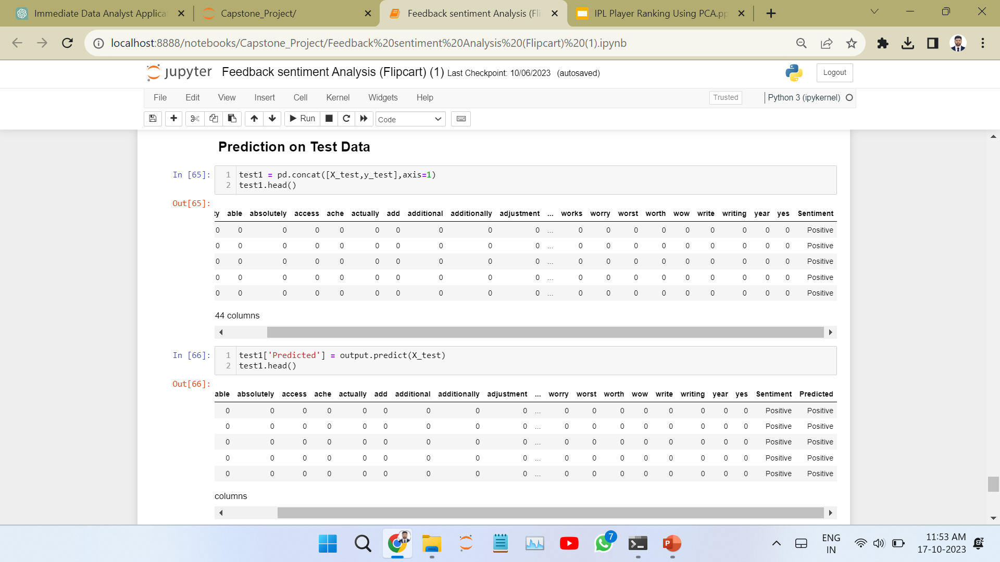 Immediate Data Analyst Applica
Capstone_Project/
Feedback sentiment Analysis (Fli
IPL Player Ranking Using PCA.pp
localhost:8888/notebooks/Capstone_Project/Feedback%20sentiment%20Analysis%20(Flipcart)%20(1).ipynb
jupyter Feedback sentiment Analysis (Flipcart) (1) Last Checkpoint: 10/06/2023 (autosaved)
Logout
File Edit View Insert Cell Kernel Widgets Help
Trusted
Python 3 (ipykernel)
Run
Code
Prediction on Test Data
In [65]:
1 test1 = pd.concat([X_test,y_test],axis=1)
2 test1.head()
Out[65]:
ty able absolutely access ache actually add additional additionally adjustment ... works worry worst worth wow write writing year yes Sentiment
0 0 0 0 0 0 0 0 0 0 ... 0 0 0 0 0 0 0 0 0 Positive
0 0 0 0 0 0 0 0 0 0 ... 0 0 0 0 0 0 0 0 0 Positive
0 0 0 0 0 0 0 0 0 0 ... 0 0 0 0 0 0 0 0 0 Positive
0 0 0 0 0 0 0 0 0 0 ... 0 0 0 0 0 0 0 0 0 Positive
0 0 0 0 0 0 0 0 0 0 ... 0 0 0 0 0 0 0 0 0 Positive
44 columns
In [66]:
1 test1['Predicted'] = output.predict(X_test)
2 test1.head()
Out[66]:
able absolutely access ache actually add additional additionally adjustment ... worry worst worth wow write writing year yes Sentiment Predicted
0 0 0 0 0 0 0 0 0 ... 0 0 0 0 0 0 0 0 Positive Positive
0 0 0 0 0 0 0 0 0 ... 0 0 0 0 0 0 0 0 Positive Positive
0 0 0 0 0 0 0 0 0 ... 0 0 0 0 0 0 0 0 Positive Positive
0 0 0 0 0 0 0 0 0 ... 0 0 0 0 0 0 0 0 Positive Positive
0 0 0 0 0 0 0 0 0 ... 0 0 0 0 0 0 0 0 Positive Positive
columns
7
P
ENG
IN
11:53 AM
17-10-2023